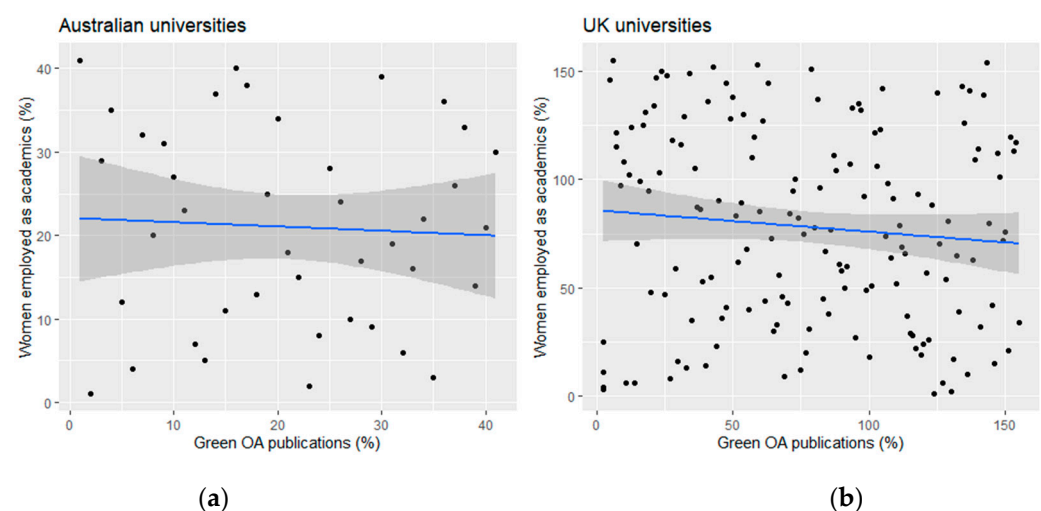 Australian universities
Women employed as academics (%)
40
30
20
10
0
0 10 20 30 40
Green OA publications (%)
(a)
UK universities
Women employed as academics (%)
150
100
50
0
0 50 100 150
Green OA publications (%)
(b)